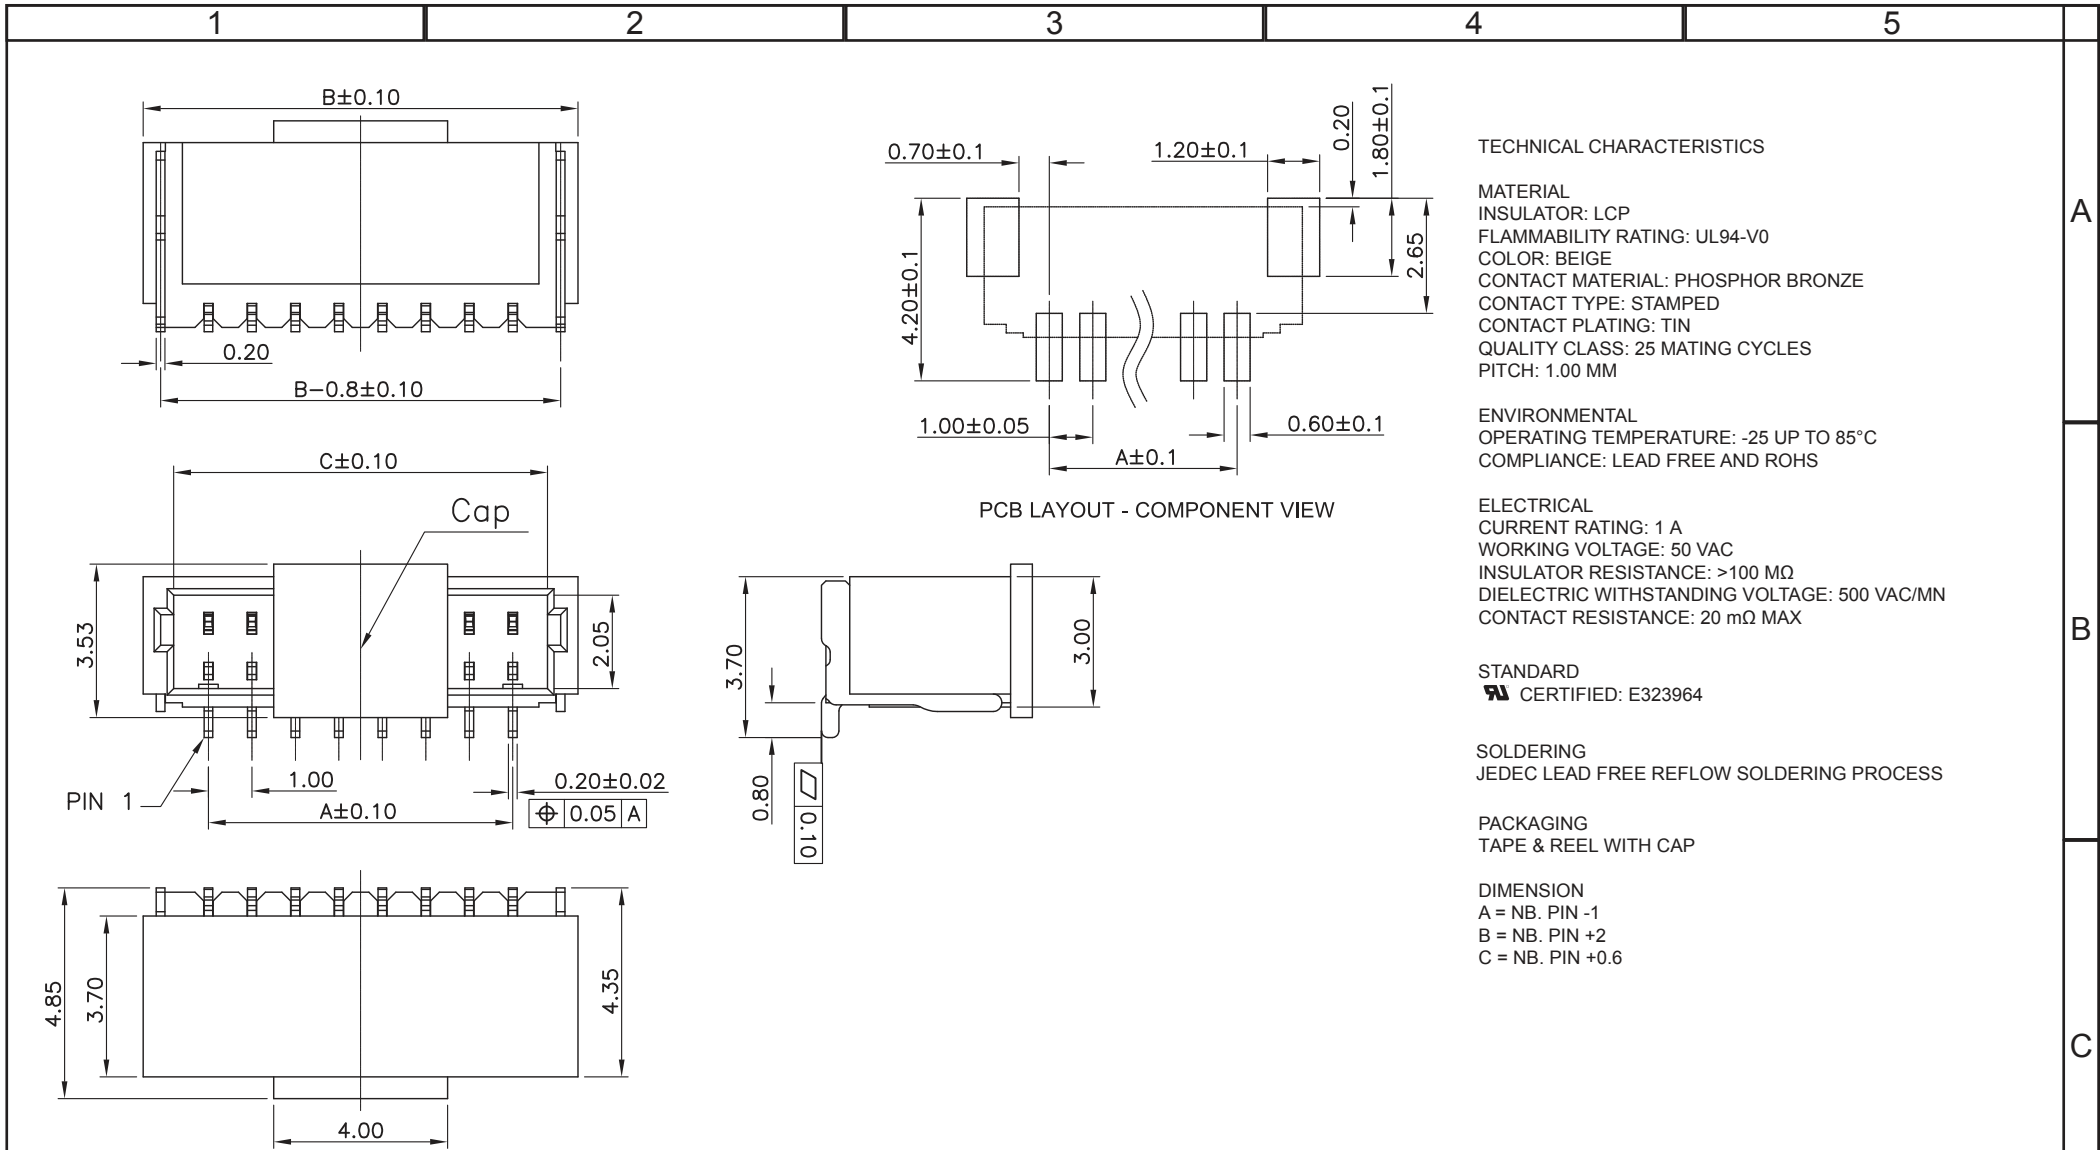 1 2 3 4 5
A
B
C
B±0.10
0.20
B−0.8±0.10
C±0.10
Cap
3.53
2.05
PIN 1
1.00
0.20±0.02
0.05 A
A±0.10
4.85
3.70
4.35
4.00
0.70±0.1
1.20±0.1
0.20
1.80±0.1
4.20±0.1
2.65
1.00±0.05
0.60±0.1
A±0.1
PCB LAYOUT - COMPONENT VIEW
3.70
3.00
0.80
0.10
TECHNICAL CHARACTERISTICS
MATERIAL
INSULATOR: LCP
FLAMMABILITY RATING: UL94-V0
COLOR: BEIGE
CONTACT MATERIAL: PHOSPHOR BRONZE
CONTACT TYPE: STAMPED
CONTACT PLATING: TIN
QUALITY CLASS: 25 MATING CYCLES
PITCH: 1.00 MM
ENVIRONMENTAL
OPERATING TEMPERATURE: -25 UP TO 85°C
COMPLIANCE: LEAD FREE AND ROHS
ELECTRICAL
CURRENT RATING: 1 A
WORKING VOLTAGE: 50 VAC
INSULATOR RESISTANCE: >100 MΩ
DIELECTRIC WITHSTANDING VOLTAGE: 500 VAC/MN
CONTACT RESISTANCE: 20 mΩ MAX
STANDARD
CERTIFIED: E323964
SOLDERING
JEDEC LEAD FREE REFLOW SOLDERING PROCESS
PACKAGING
TAPE & REEL WITH CAP
DIMENSION
A = NB. PIN -1
B = NB. PIN +2
C = NB. PIN +0.6